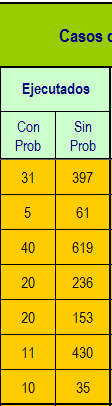 Casos
Ejecutados
Con Sin
Prob Prob
31 397
5 61
40 619
20 236
20 153
11 430
10 35